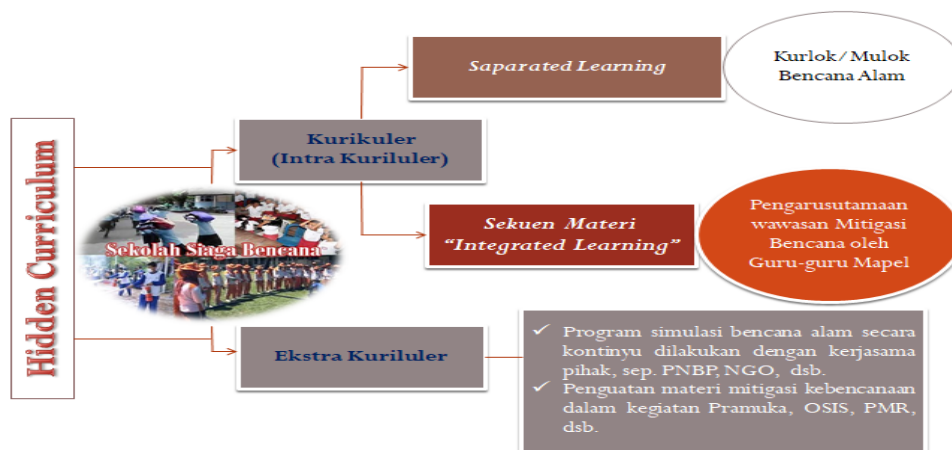 Hidden Curriculum
Sekolah Siaga Bencana
Kurikuler
(Intra Kuriluler)
Saparated Learning
Kurlok/ Mulok
Bencana Alam
Sekuen Materi
“Integrated Learning”
Pengarusutamaan
wawasan Mitigasi
Bencana oleh
Guru-guru Mapel
Ekstra Kuriluler
✓ Program simulasi bencana alam secara
kontinyu dilakukan dengan kerjasama
pihak, sep. PNBP, NGO, dsb.
✓ Penguatan materi mitigasi kebencanaan
dalam kegiatan Pramuka, OSIS, PMR,
dsb.